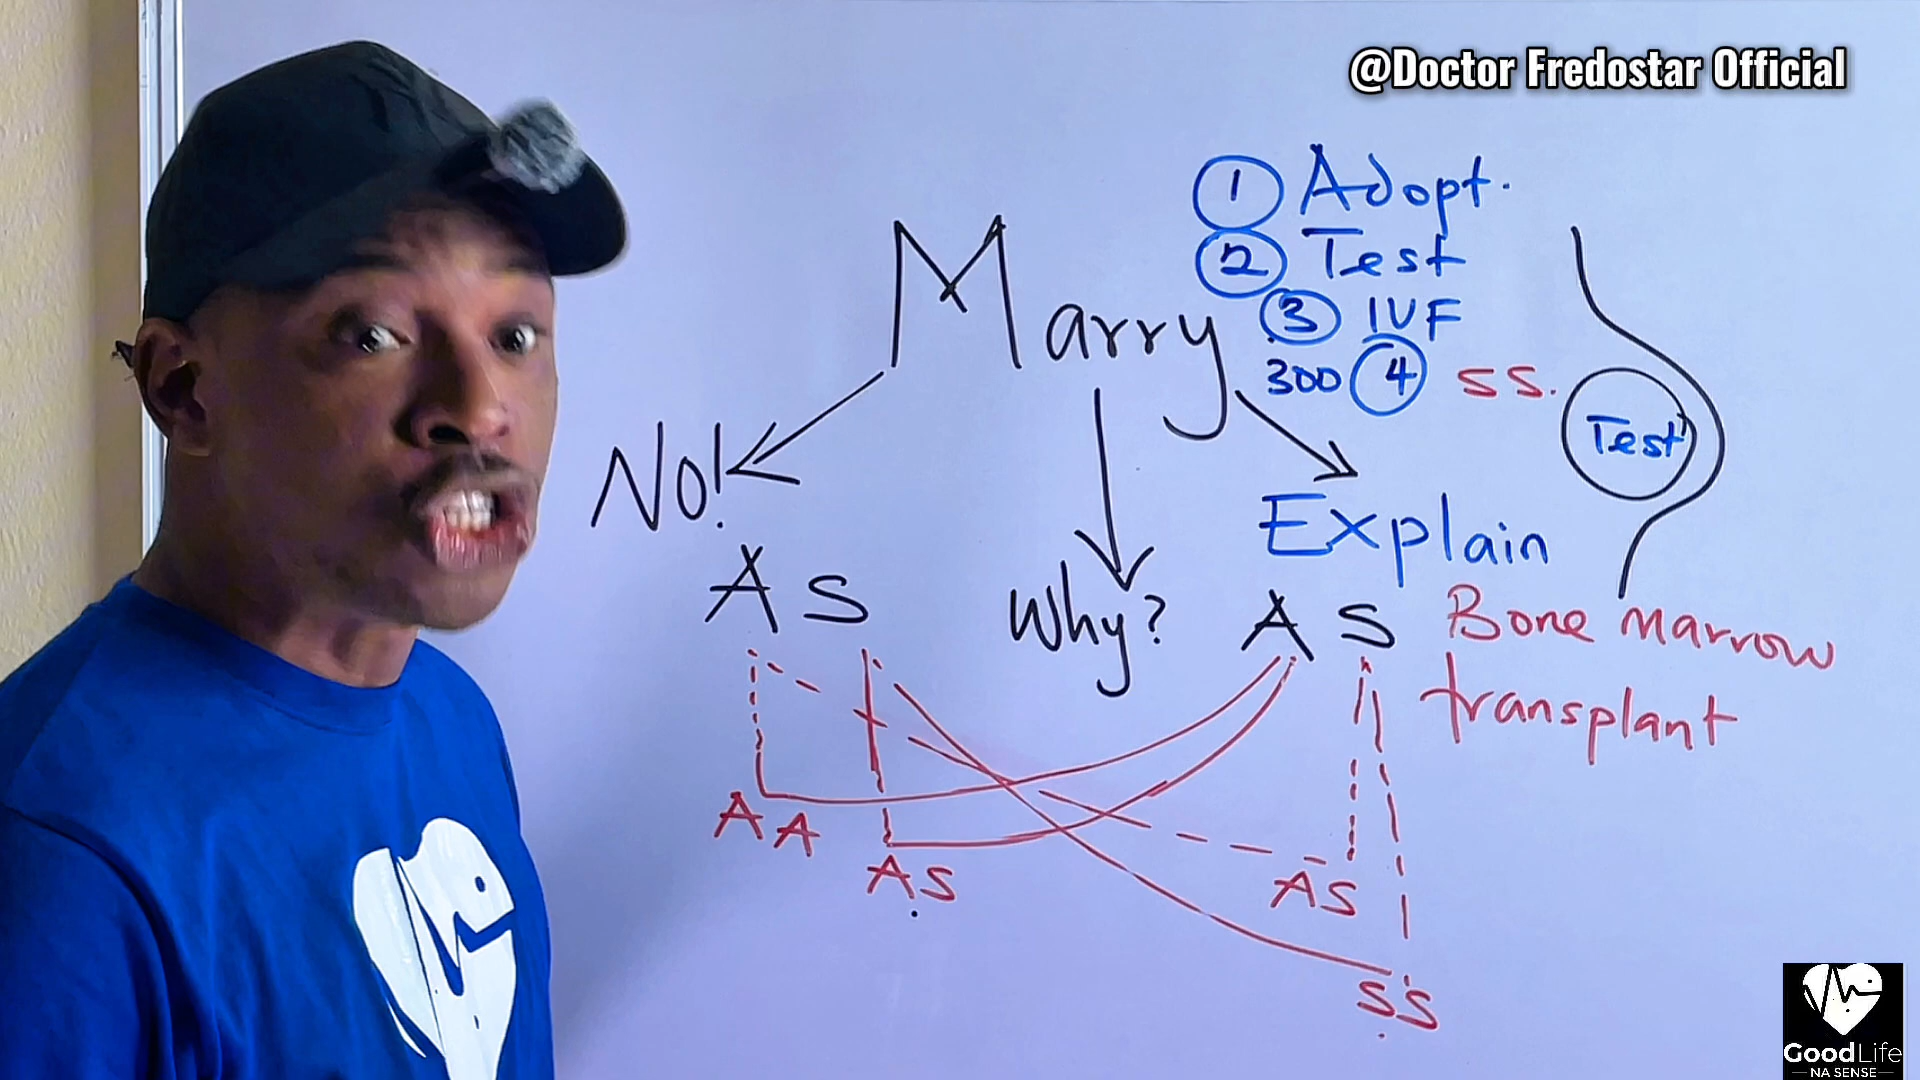 @Doctor Fredostar Official
1 Adopt.
2 Test
3 IVF
300 4 SS.
Test
Marry
No!
Why?
Explain
AS
AS
Bone marrow
transplant
AA
AS
AS
SS
GoodLife
NA SENSE